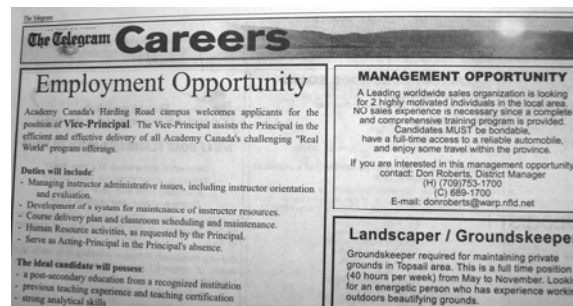 The Telegram
The Telegram Careers
Employment Opportunity
Academy Canada's Harding Road campus welcomes applicants for the
position of Vice-Principal. The Vice-Principal assists the Principal in the
efficient and effective delivery of all Academy Canada's challenging "Real
World" program offerings.
Duties will include:
- Managing instructor administrative issues, including instructor orientation
and evaluation.
- Development of a system for maintenance of instructor resources.
- Course delivery plan and classroom scheduling and maintenance.
- Human Resource activities, as requested by the Principal.
- Serve as Acting-Principal in the Principal's absence.
The ideal candidate will possess:
- a post-secondary education from a recognized institution
- previous teaching experience and teaching certification
- strong analytical skills
MANAGEMENT OPPORTUNITY
A Leading worldwide sales organization is looking
for 2 highly motivated individuals in the local area.
NO sales experience is necessary since a complete
and comprehensive training program is provided.
Candidates MUST be bondable,
have a full-time access to a reliable automobile,
and enjoy some travel within the province.
If you are interested in this management opportunity
contact: Don Roberts, District Manager
(H) (709)753-1700
(C) 689-1700
E-mail: donroberts@warp.nfld.net
Landscaper / Groundskeeper
Groundskeeper required for maintaining private
grounds in Topsail area. This is a full time position
(40 hours per week) from May to November. Looki
for an energetic person who has experience workin
outdoors beautifying grounds.